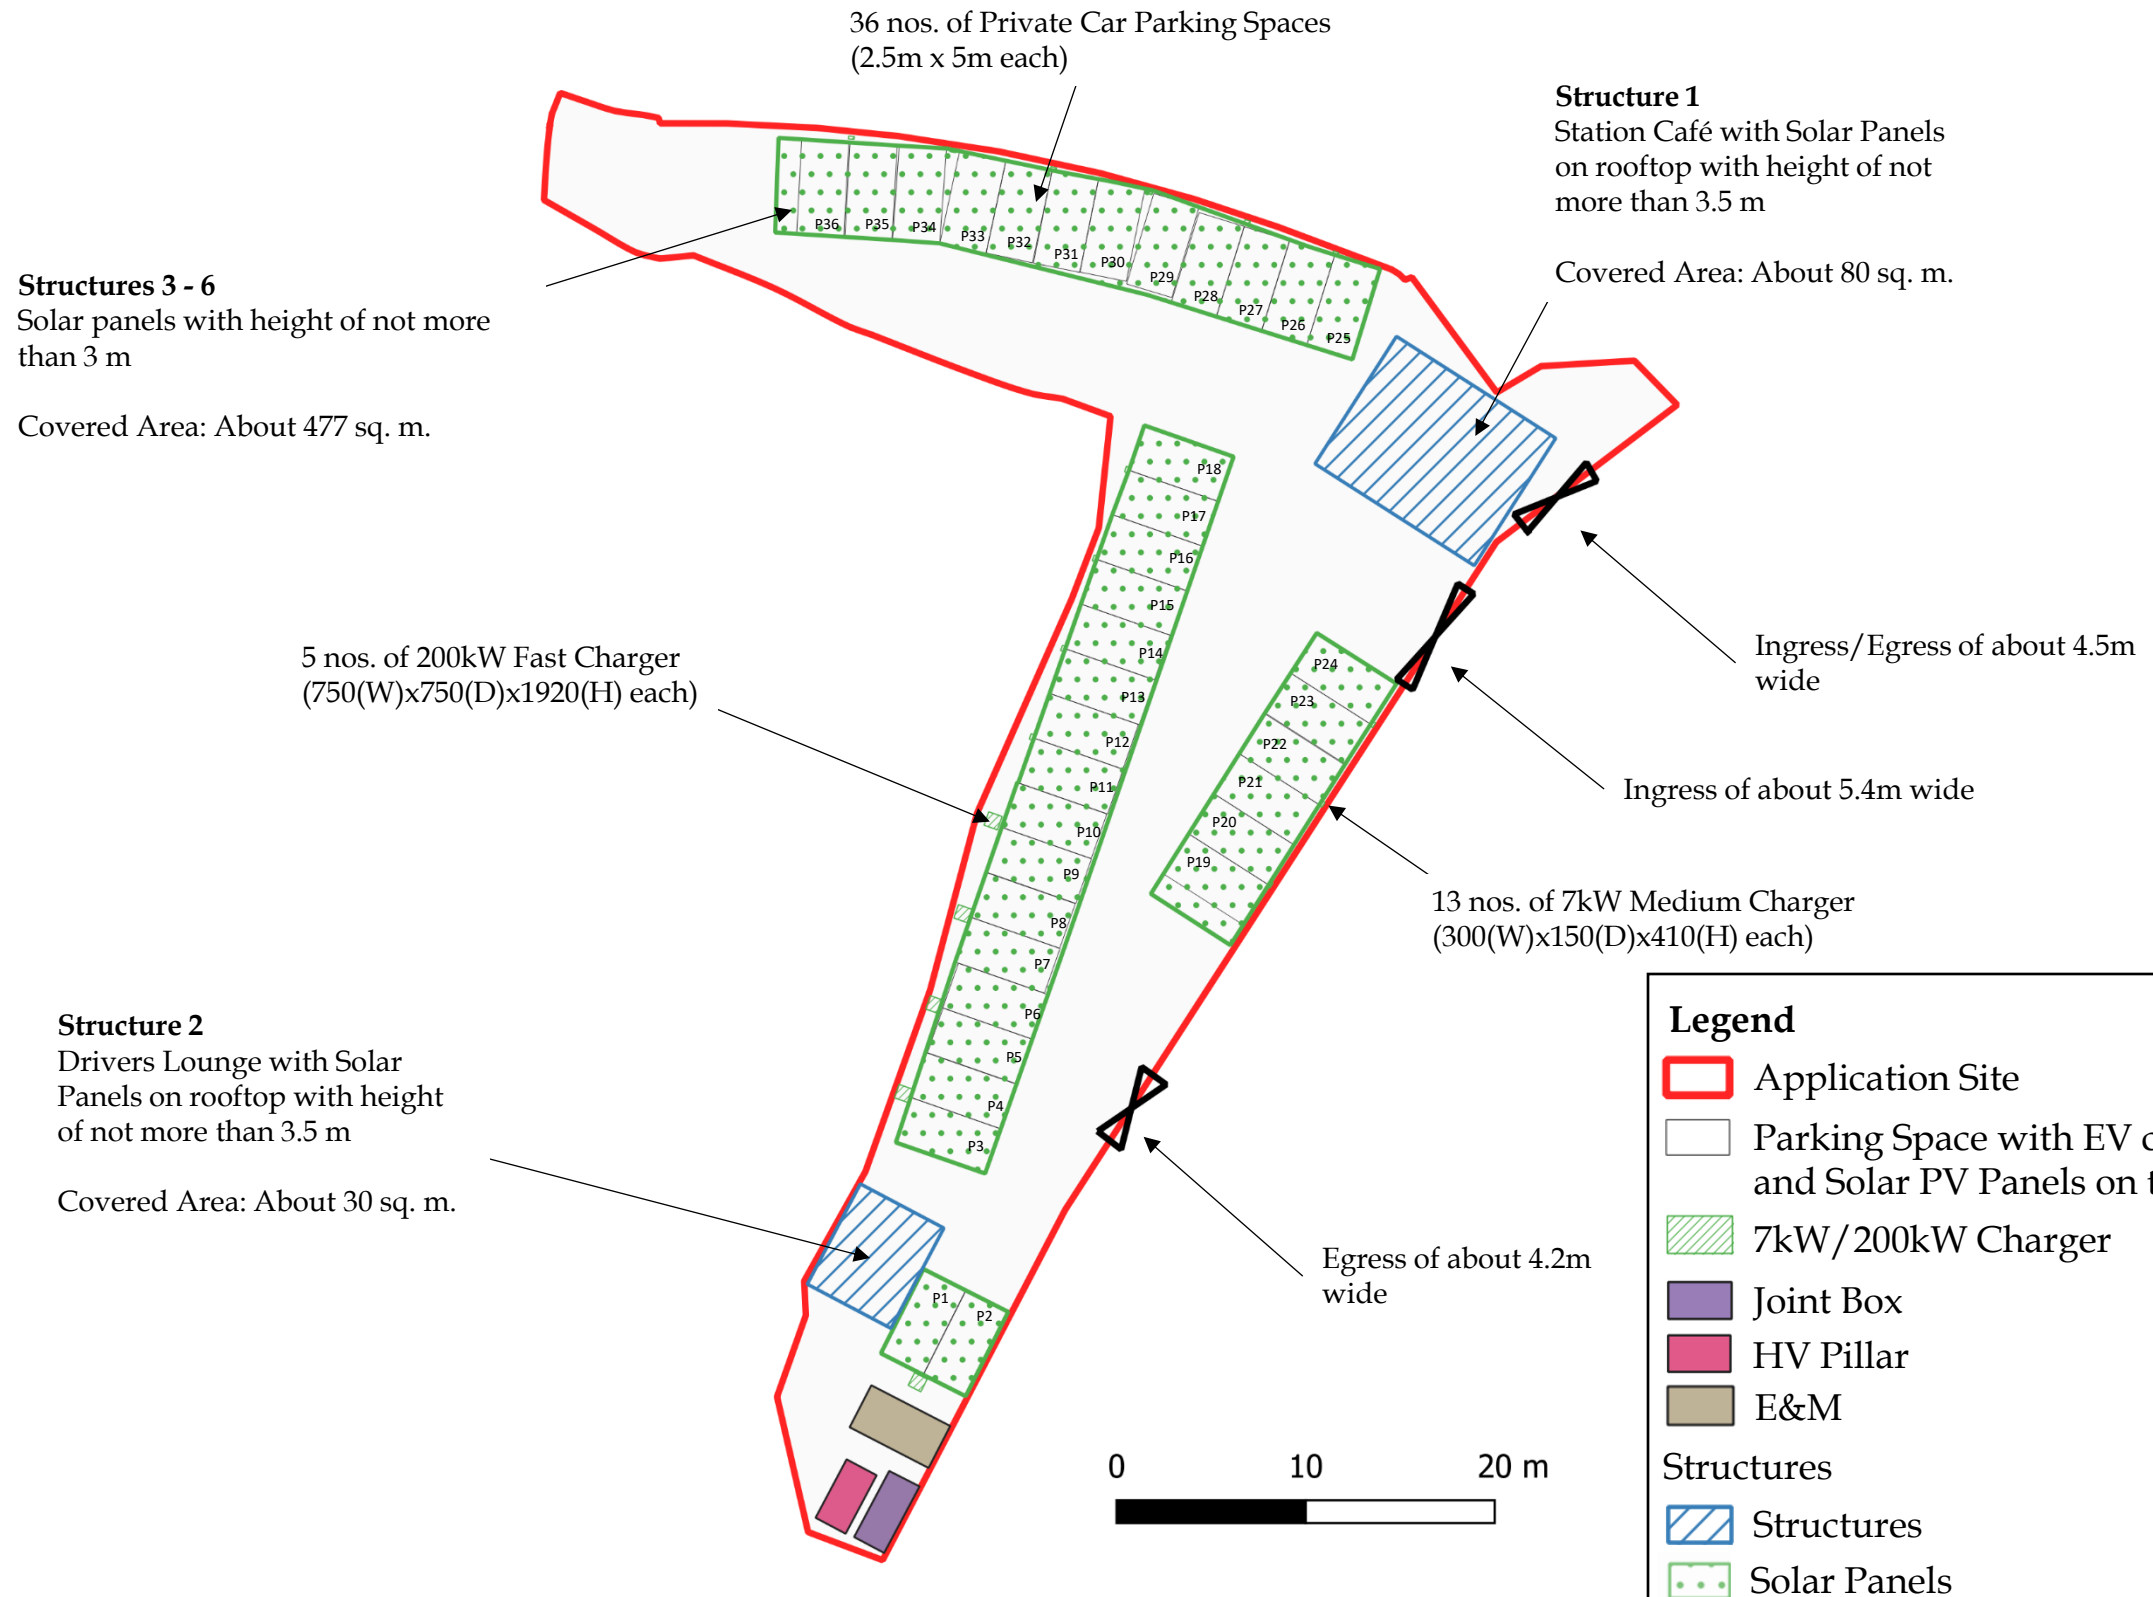 36 nos. of Private Car Parking Spaces
(2.5m x 5m each)
Structure 1
Station Café with Solar Panels
on rooftop with height of not
more than 3.5 m
Covered Area: About 80 sq. m.
Structures 3 - 6
Solar panels with height of not more
than 3 m
Covered Area: About 477 sq. m.
P36
P35
P34
P33
P32
P31
P30
P29
P28
P27
P26
P25
P18
P17
P16
P15
P14
P13
P12
P11
P10
P9
P8
P7
P6
P5
P4
P3
P24
P23
P22
P21
P20
P19
P1
P2
5 nos. of 200kW Fast Charger
(750(W)x750(D)x1920(H) each)
Ingress/Egress of about 4.5m
wide
Ingress of about 5.4m wide
13 nos. of 7kW Medium Charger
(300(W)x150(D)x410(H) each)
Structure 2
Drivers Lounge with Solar
Panels on rooftop with height
of not more than 3.5 m
Covered Area: About 30 sq. m.
Egress of about 4.2m
wide
0 10 20 m
Legend
Application Site
Parking Space with EV
and Solar PV Panels on
7kW/200kW Charger
Joint Box
HV Pillar
E&M
Structures
Structures
Solar Panels